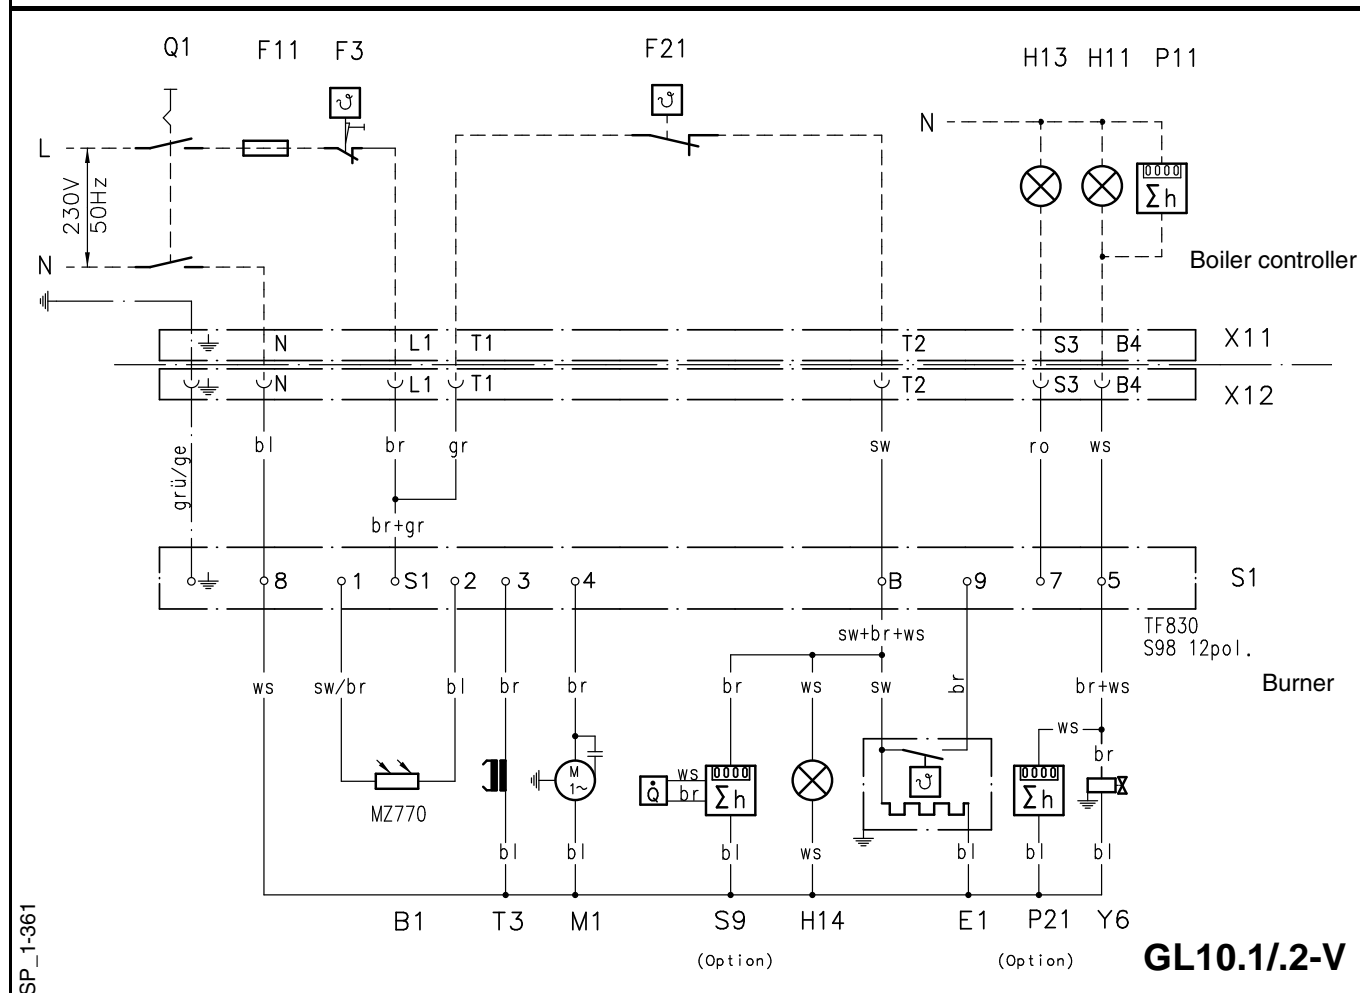 Q1 F11 F3 F21 H13 H11 P11
ϑ ϑ
L N
230V
50Hz
0000
Σh
N
Boiler controller
N L1 T1 T2 S3 B4 X11
N L1 T1 T2 S3 B4 X12
grü/ge bl br gr sw ro ws
br+gr
8 1 S1 2 3 4 B 9 7 5 S1
TF830
S98 12pol.
sw+br+ws
ws sw/br bl br br br ws sw br br+ws
Burner
ws
br
M
1~
Q̇ ws
br
0000
Σh
ϑ
0000
Σh
MZ770
bl bl bl ws bl bl bl
B1 T3 M1 S9 H14 E1 P21 Y6
(Option) (Option)
GL10.1/.2-V
SP_1-361